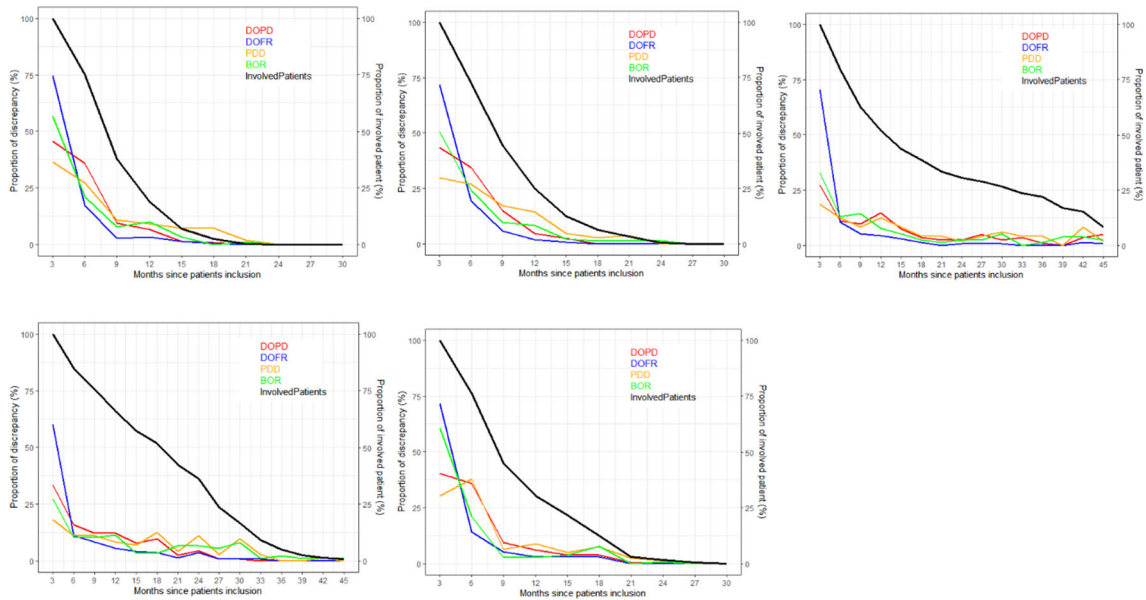 DOPD
DOFR
PDD
BOR
InvolvedPatients
Proportion of discrepancy (%)
Proportion of involved patient (%)
100
75
50
25
0
100
75
50
25
0
3 6 9 12 15 18 21 24 27 30
Months since patients inclusion
DOPD
DOFR
PDD
BOR
InvolvedPatients
Proportion of discrepancy (%)
Proportion of involved patient (%)
100
75
50
25
0
100
75
50
25
0
3 6 9 12 15 18 21 24 27 30
Months since patients inclusion
DOPD
DOFR
PDD
BOR
InvolvedPatients
Proportion of discrepancy (%)
Proportion of involved patient (%)
100
75
50
25
0
100
75
50
25
0
3 6 9 12 15 18 21 24 27 30 33 36 39 42 45
Months since patients inclusion
DOPD
DOFR
PDD
BOR
InvolvedPatients
Proportion of discrepancy (%)
Proportion of involved patient (%)
100
75
50
25
0
100
75
50
25
0
3 6 9 12 15 18 21 24 27 30 33 36 39 42 45
Months since patients inclusion
DOPD
DOFR
PDD
BOR
InvolvedPatients
Proportion of discrepancy (%)
Proportion of involved patient (%)
100
75
50
25
0
100
75
50
25
0
3 6 9 12 15 18 21 24 27 30
Months since patients inclusion